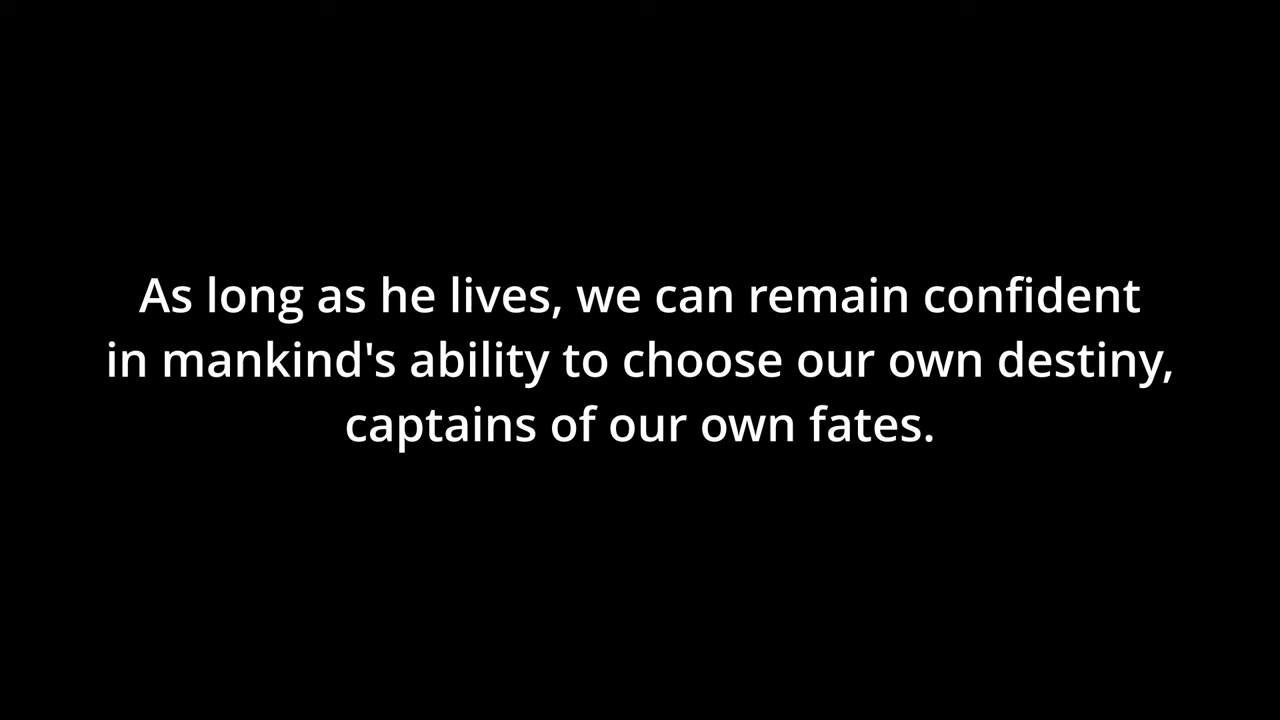 As long as he lives, we can remain confident
in mankind's ability to choose our own destiny,
captains of our own fates.